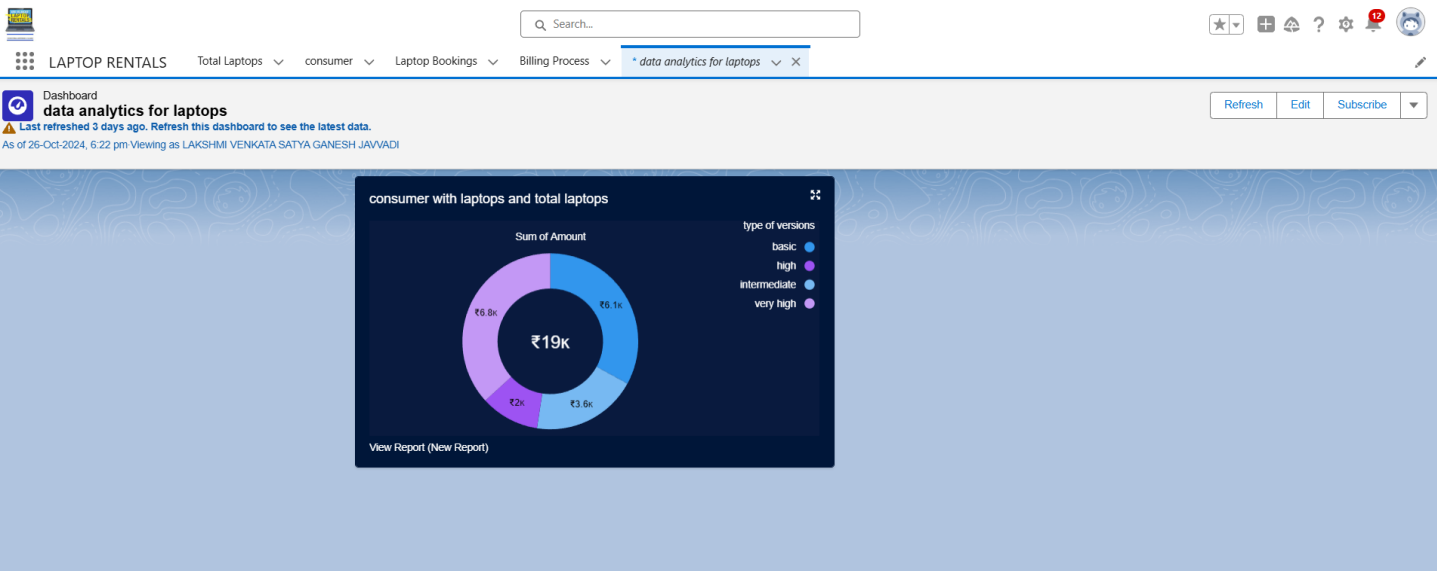 LAPTOP
RENTALS
Search...
12
LAPTOP RENTALS
Total Laptops
consumer
Laptop Bookings
Billing Process
* data analytics for laptops
Dashboard
data analytics for laptops
Last refreshed 3 days ago. Refresh this dashboard to see the latest data.
As of 26-Oct-2024, 6:22 pm·Viewing as LAKSHMI VENKATA SATYA GANESH JAVVADI
Refresh
Edit
Subscribe
consumer with laptops and total laptops
Sum of Amount
type of versions
basic
high
intermediate
very high
₹6.8K
₹6.1K
₹19K
₹2K
₹3.6K
View Report (New Report)